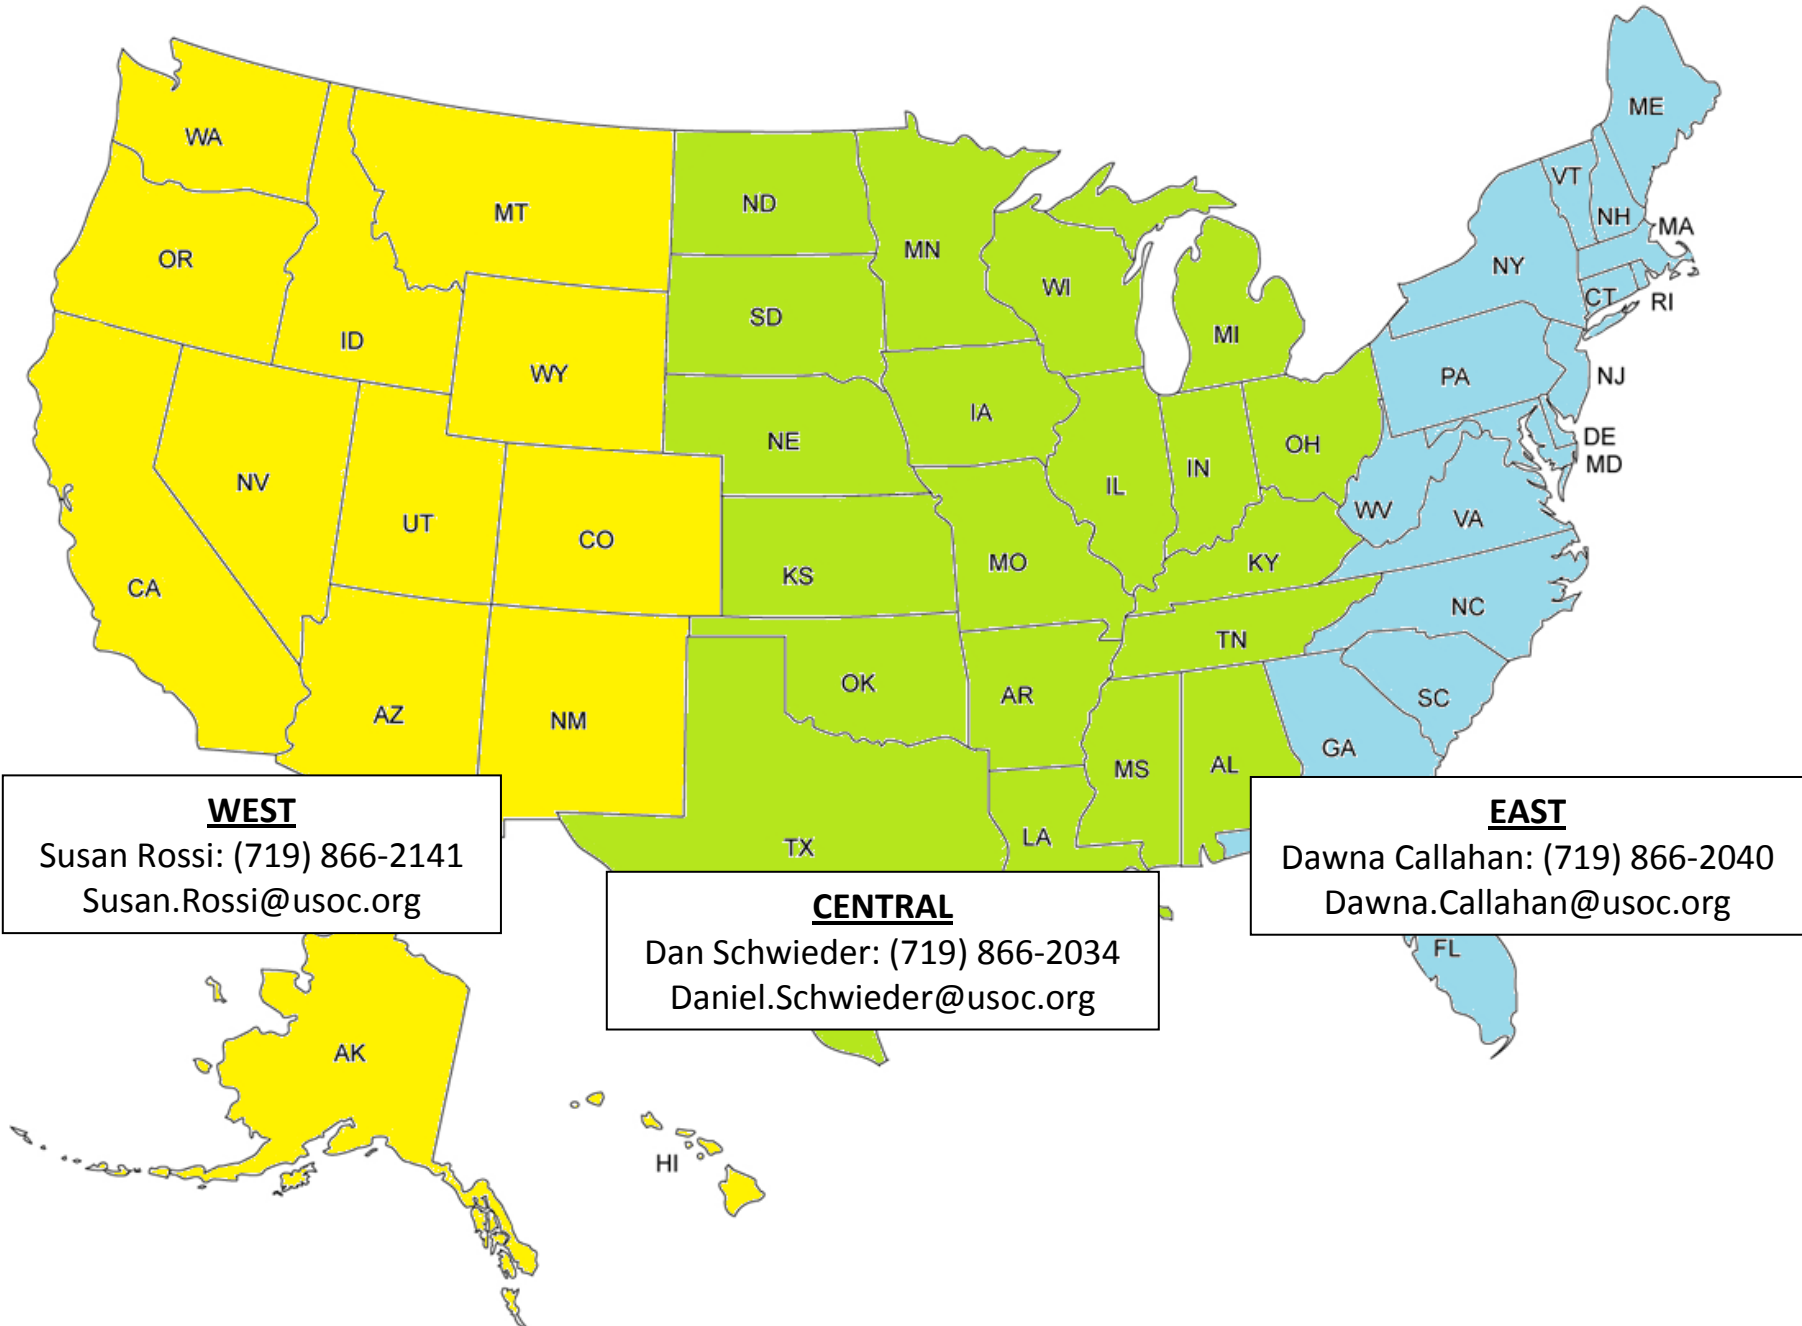 ME
WA
VT
ND
MT
NH
MA
MN
OR
NY
WI
CT
RI
SD
MI
ID
WY
PA
NJ
IA
NE
OH
DE
MD
IN
NV
IL
WV
VA
UT
CO
MO
KY
KS
CA
NC
TN
OK
AR
SC
AZ
NM
GA
MS
AL
LA
TX
WEST
Susan Rossi: (719) 866-2141
Susan.Rossi@usoc.org
CENTRAL
Dan Schwieder: (719) 866-2034
Daniel.Schwieder@usoc.org
EAST
Dawna Callahan: (719) 866-2040
Dawna.Callahan@usoc.org
FL
AK
HI